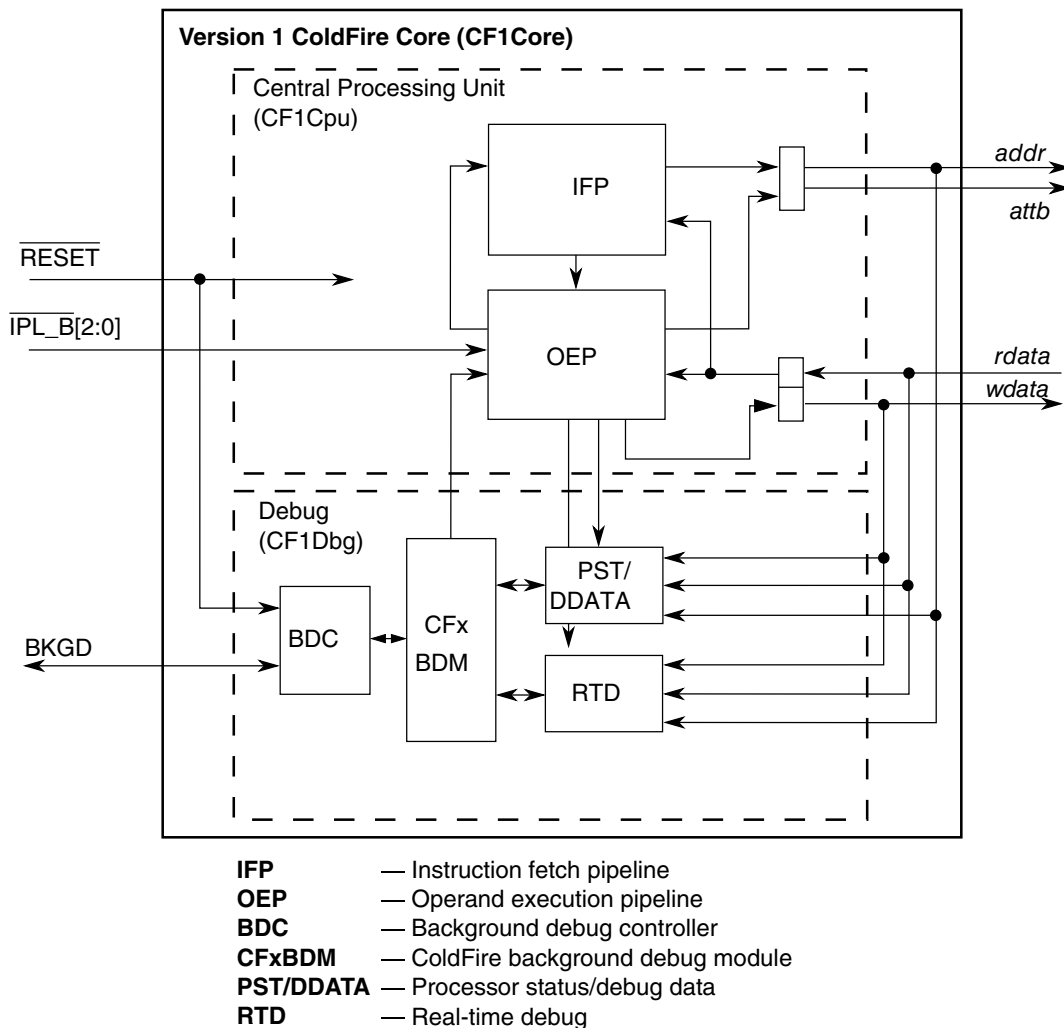 Version 1 ColdFire Core (CF1Core)
Central Processing Unit
(CF1Cpu)
IFP
addr
attb
RESET
IPL_B[2:0]
OEP
rdata
wdata
Debug
(CF1Dbg)
PST/
DDATA
BDC
CFx
BDM
BKGD
RTD
IFP — Instruction fetch pipeline
OEP — Operand execution pipeline
BDC — Background debug controller
CFxBDM — ColdFire background debug module
PST/DDATA — Processor status/debug data
RTD — Real-time debug